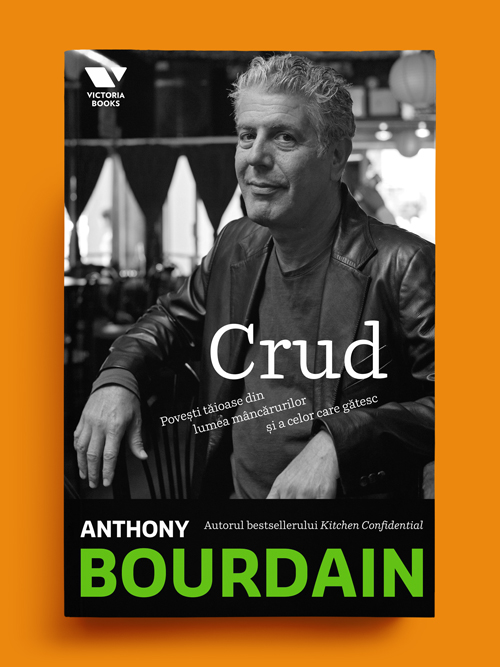 VICTORIA
BOOKS
Crud
Povești tăioase din
lumea mâncărurilor
și a celor care gătesc
ANTHONY
Autorul bestsellerului Kitchen Confidential
BOURDAIN